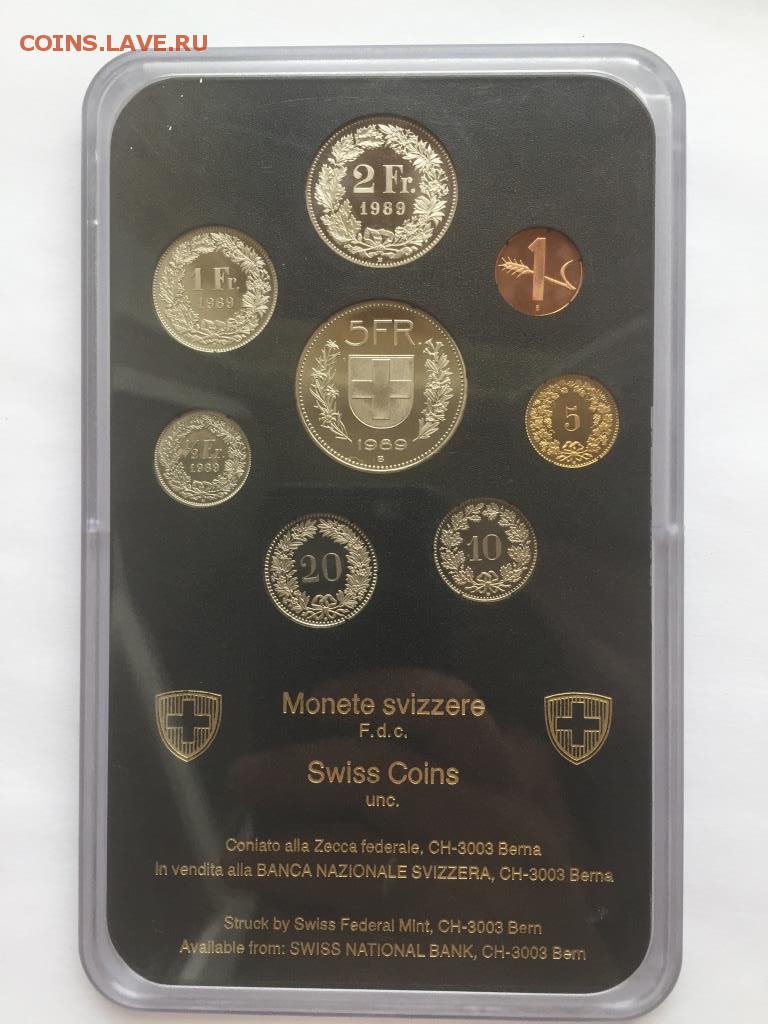 COINS.LAVE.RU
2 Fr.
1989
B
1 Fr.
1989
1
B
5 FR.
1989
B
½ Fr.
1989
5
20
10
Monete svizzere
F.d.c.
Swiss Coins
unc.
Coniato alla Zecca federale, CH-3003 Berna
In vendita alla BANCA NAZIONALE SVIZZERA, CH-3003 Berna
Struck by Swiss Federal Mint, CH-3003 Bern
Available from: SWISS NATIONAL BANK, CH-3003 Bern